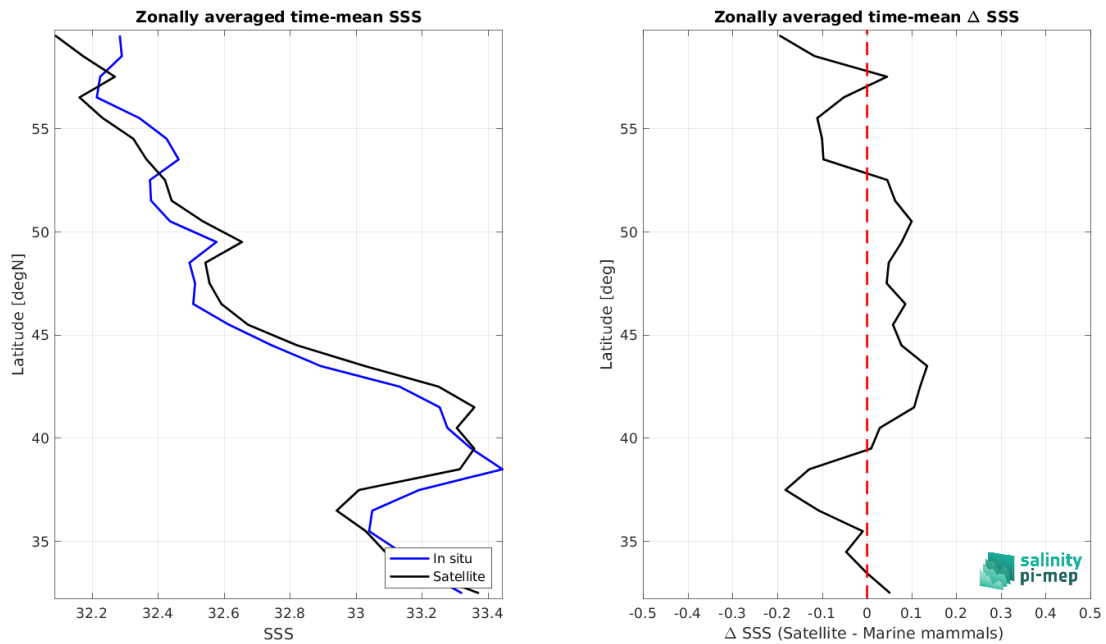 Zonally averaged time-mean SSS
Latitude [degN]
55
50
45
40
35
32.2 32.4 32.6 32.8 33 33.2 33.4
SSS
In situ
Satellite
Zonally averaged time-mean Δ SSS
Latitude [deg]
55
50
45
40
35
-0.5 -0.4 -0.3 -0.2 -0.1 0 0.1 0.2 0.3 0.4 0.5
Δ SSS (Satellite - Marine mammals)
salinity
pi-mep